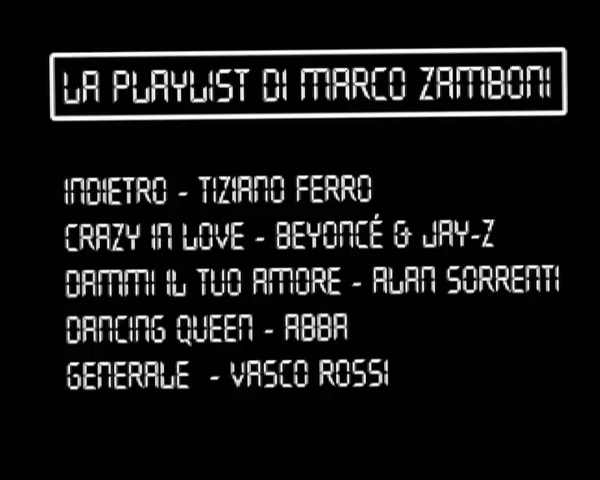 LA PLAYLIST DI MARCO ZAMBONI
INDIETRO - TIZIANO FERRO
CRAZY IN LOVE - BEYONCÉ & JAY-Z
DAMMI IL TUO AMORE - ALAN SORRENTI
DANCING QUEEN - ABBA
GENERALE - VASCO ROSSI